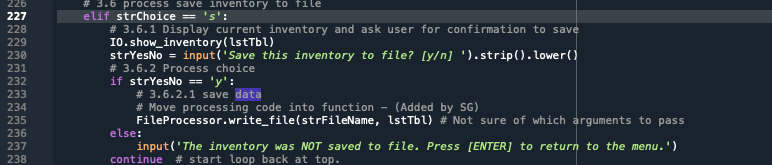 226 # 3.6 process save inventory to file
227 elif strChoice == 's':
228 # 3.6.1 Display current inventory and ask user for confirmation to save
229 IO.show_inventory(lstTbl)
230 strYesNo = input('Save this inventory to file? [y/n] ').strip().lower()
231 # 3.6.2 Process choice
232 if strYesNo == 'y':
233 # 3.6.2.1 save data
234 # Move processing code into function – (Added by SG)
235 FileProcessor.write_file(strFileName, lstTbl) # Not sure of which arguments to pass
236 else:
237 input('The inventory was NOT saved to file. Press [ENTER] to return to the menu.')
238 continue # start loop back at top.